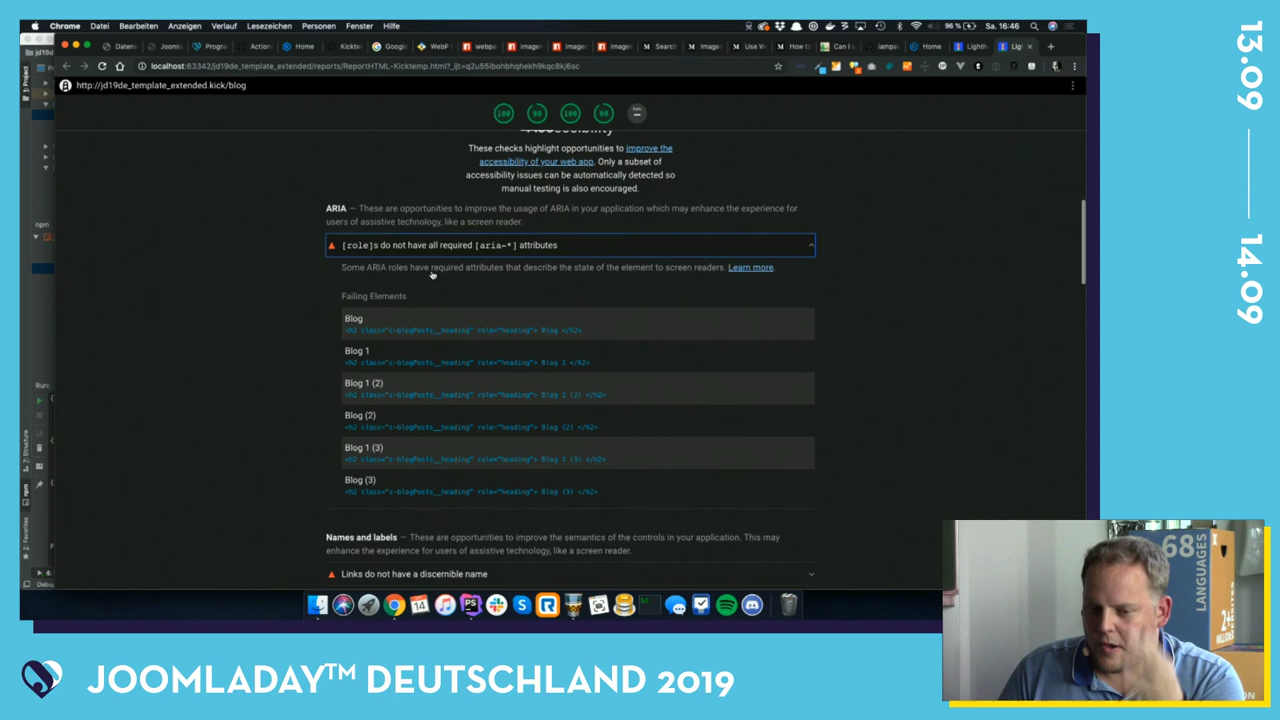 Chrome Datei Bearbeiten Anzeigen Verlauf Lesezeichen Personen Fenster Hilfe
96 % Sa. 16:46
Home Google Search Home
localhost:63342/jd19de_template_extended/reports/ReportHTML-Kicktemp.html?_ijt=q2u55ibohbhqhekh9kqc8kj6sc
http://jd19de_template_extended.kick/blog
100 90 100 90
Accessibility
These checks highlight opportunities to improve the
accessibility of your web app. Only a subset of
accessibility issues can be automatically detected so
manual testing is also encouraged.
ARIA — These are opportunities to improve the usage of ARIA in your application which may enhance the experience for
users of assistive technology, like a screen reader.
[role]s do not have all required [aria-*] attributes
Some ARIA roles have required attributes that describe the state of the element to screen readers. Learn more.
Failing Elements
Blog
<h2 class="c-blogPosts__heading" role="heading"> Blog </h2>
Blog 1
<h2 class="c-blogPosts__heading" role="heading"> Blog 1 </h2>
Blog 1 (2)
<h2 class="c-blogPosts__heading" role="heading"> Blog 1 (2) </h2>
Blog (2)
<h2 class="c-blogPosts__heading" role="heading"> Blog (2) </h2>
Blog 1 (3)
<h2 class="c-blogPosts__heading" role="heading"> Blog 1 (3) </h2>
Blog (3)
<h2 class="c-blogPosts__heading" role="heading"> Blog (3) </h2>
Names and labels — These are opportunities to improve the semantics of the controls in your application. This may
enhance the experience for users of assistive technology, like a screen reader.
Links do not have a discernible name
npm
Run:
13.09
14.09
68
LANGUAGES
2+
JOOMLADAY™ DEUTSCHLAND 2019